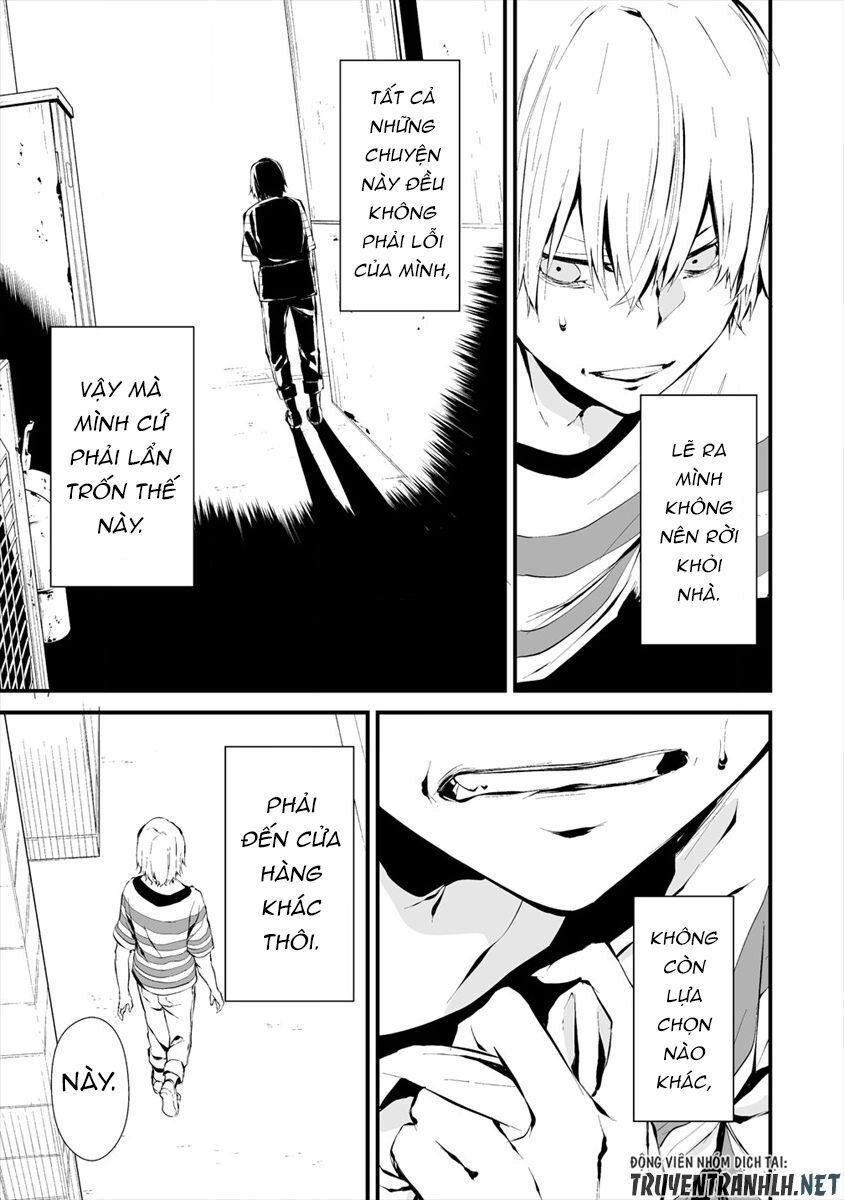 LẼ RA
MÌNH
KHÔNG
NÊN RỜI
KHỎI
NHÀ.
TẤT CẢ
NHỮNG
CHUYỆN
NÀY ĐỀU
KHÔNG
PHẢI LỖI
CỦA MÌNH,
VẬY MÀ
MÌNH CỨ
PHẢI LẨN
TRỐN THẾ
NÀY.
KHÔNG
CÒN
LỰA
CHỌN
NÀO
KHÁC,
PHẢI
ĐẾN CỬA
HÀNG
KHÁC
THÔI.
NÀY.
ĐỘNG VIÊN NHÓM DỊCH TẠI:
TRUYENTRANHLH.NET